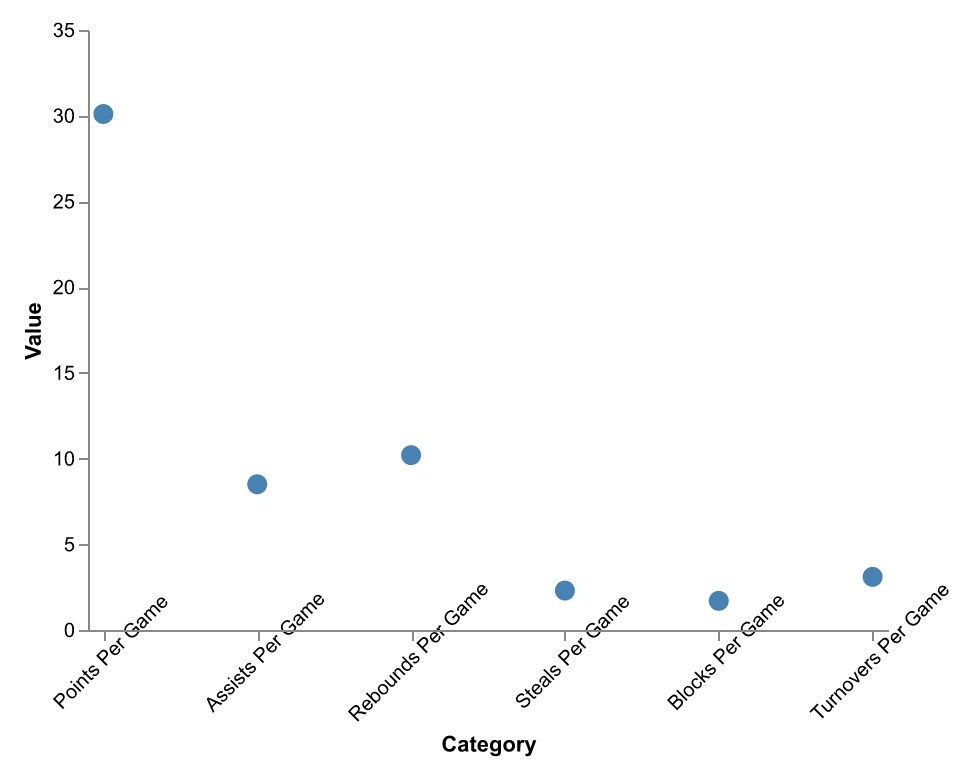 35
30
25
20
15
10
5
0
Value
Points Per Game
Assists Per Game
Rebounds Per Game
Steals Per Game
Blocks Per Game
Turnovers Per Game
Category